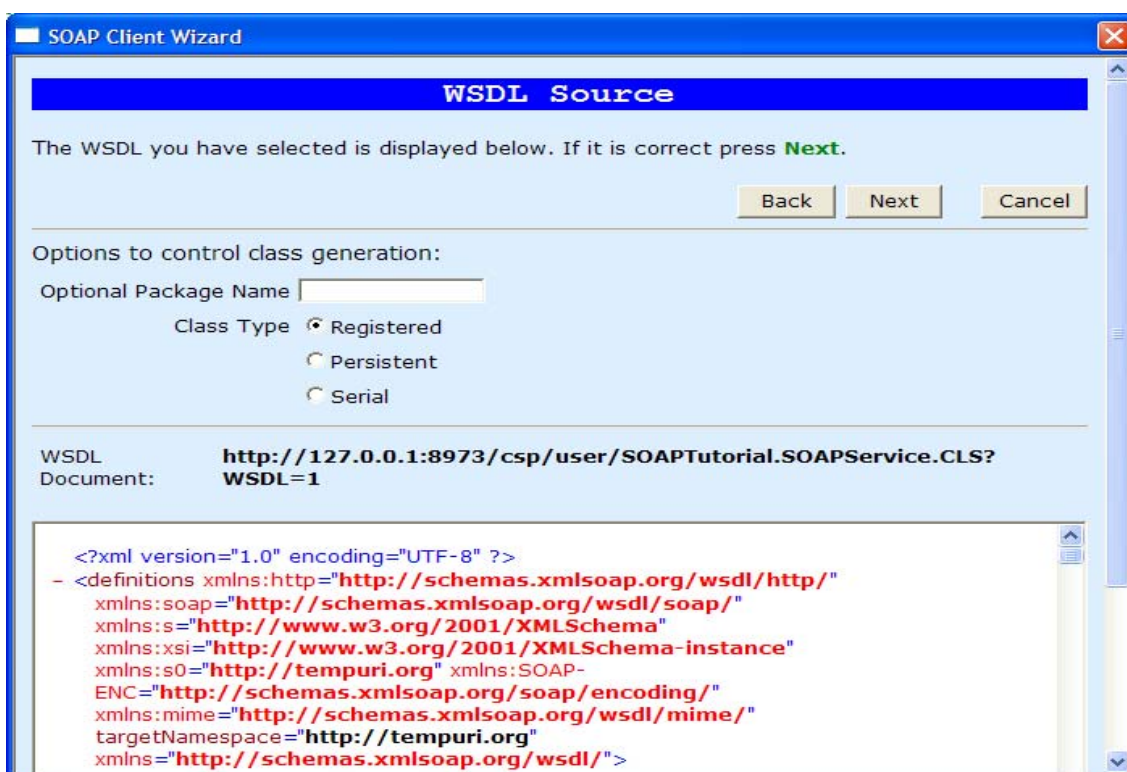 SOAP Client Wizard
WSDL Source
The WSDL you have selected is displayed below. If it is correct press Next.
Back Next Cancel
Options to control class generation:
Optional Package Name
Class Type Registered
Persistent
Serial
WSDL Document: http://127.0.0.1:8973/csp/user/SOAPTutorial.SOAPService.CLS?
WSDL=1
<?xml version="1.0" encoding="UTF-8" ?>
- <definitions xmlns:http="http://schemas.xmlsoap.org/wsdl/http/"
xmlns:soap="http://schemas.xmlsoap.org/wsdl/soap/"
xmlns:s="http://www.w3.org/2001/XMLSchema"
xmlns:xsi="http://www.w3.org/2001/XMLSchema-instance"
xmlns:s0="http://tempuri.org" xmlns:SOAP-
ENC="http://schemas.xmlsoap.org/soap/encoding/"
xmlns:mime="http://schemas.xmlsoap.org/wsdl/mime/"
targetNamespace="http://tempuri.org"
xmlns="http://schemas.xmlsoap.org/wsdl/">